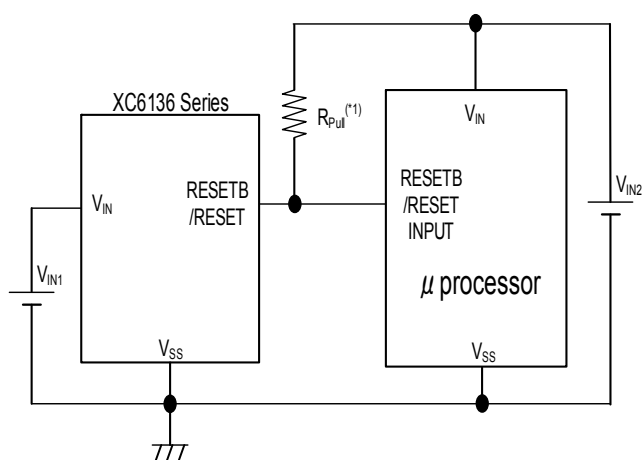 XC6136 Series
R_Pull(*1)
V_IN
V_IN
RESETB
/RESET
RESETB
/RESET
INPUT
V_IN2
V_IN1
μ processor
V_SS
V_SS